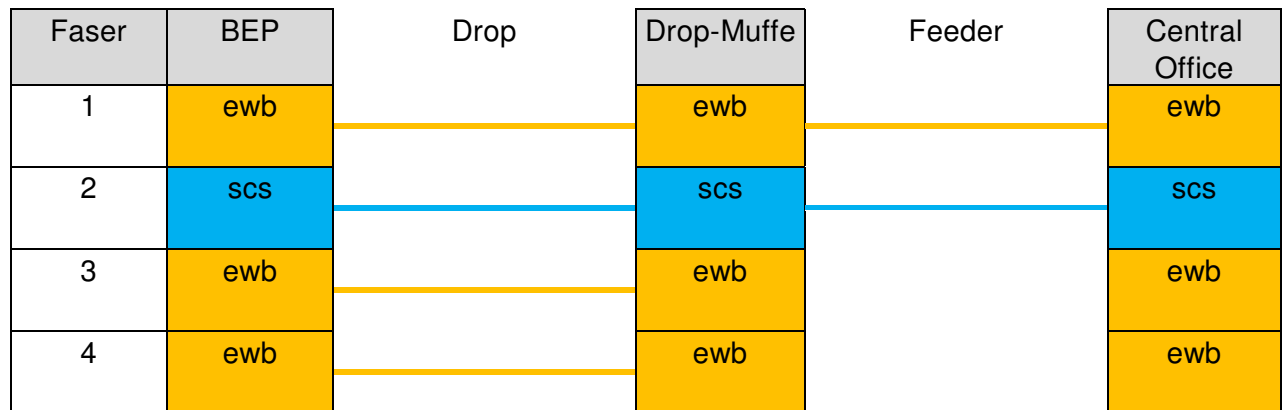 Faser BEP Drop Drop-Muffe Feeder Central
Office
1 ewb ewb ewb
2 scs scs scs
3 ewb ewb ewb
4 ewb ewb ewb